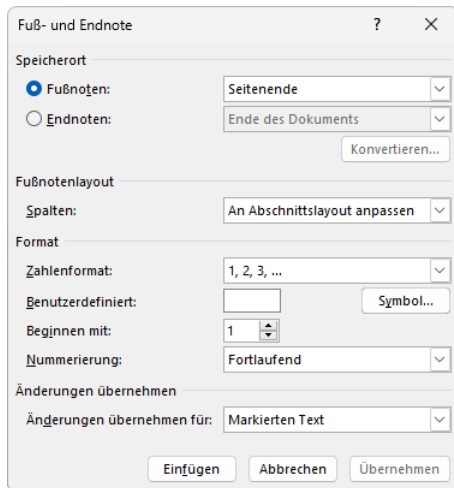 Fuß- und Endnote ?
Speicherort
Fußnoten: Seitenende
Endnoten: Ende des Dokuments
Konvertieren...
Fußnotenlayout
Spalten: An Abschnittslayout anpassen
Format
Zahlenformat: 1, 2, 3, ...
Benutzerdefiniert: Symbol...
Beginnen mit: 1
Nummerierung: Fortlaufend
Änderungen übernehmen
Änderungen übernehmen für: Markierten Text
Einfügen Abbrechen Übernehmen